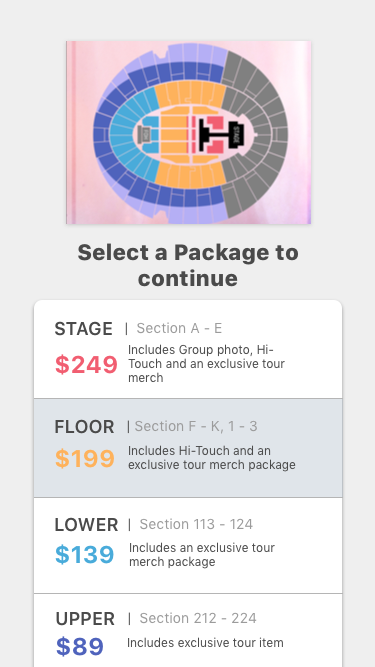 STAGE
Select a Package to
continue
STAGE | Section A - E
$249
Includes Group photo, Hi-
Touch and an exclusive tour
merch
FLOOR | Section F - K, 1 - 3
$199
Includes Hi-Touch and an
exclusive tour merch package
LOWER | Section 113 - 124
$139
Includes an exclusive tour
merch package
UPPER | Section 212 - 224
$89
Includes exclusive tour item